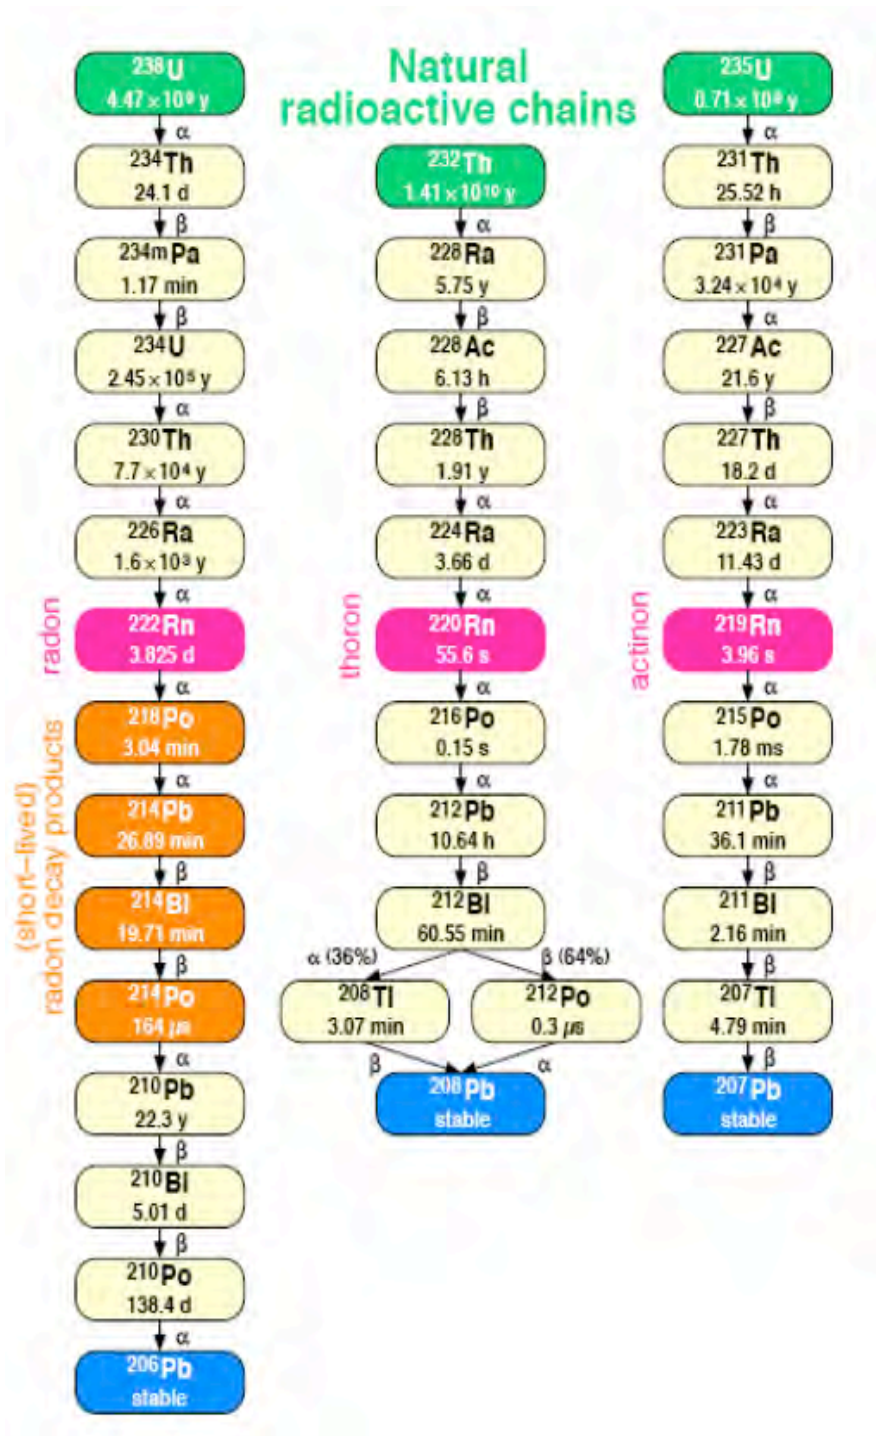 Natural
radioactive chains
238U
4.47×10⁹ y
α
234Th
24.1 d
β
234mPa
1.17 min
β
234U
2.45×10⁵ y
α
230Th
7.7×10⁴ y
α
226Ra
1.6×10³ y
α
radon
222Rn
3.825 d
α
(short-lived)
radon decay products
218Po
3.04 min
α
214Pb
26.89 min
β
214Bi
19.71 min
β
214Po
164 µs
α
210Pb
22.3 y
β
210Bi
5.01 d
β
210Po
138.4 d
α
206Pb
stable
232Th
1.41×10¹⁰ y
α
228Ra
5.75 y
β
228Ac
6.13 h
β
228Th
1.91 y
α
224Ra
3.66 d
α
thoron
220Rn
55.6 s
α
216Po
0.15 s
α
212Pb
10.64 h
β
212Bi
60.55 min
α (36%) β (64%)
208Tl 212Po
3.07 min 0.3 µs
β α
208Pb
stable
235U
α
231Th
25.52 h
β
231Pa
3.24×10⁴ y
α
227Ac
21.6 y
β
227Th
18.2 d
α
223Ra
11.43 d
α
actinon
219Rn
3.96 s
α
215Po
1.78 ms
α
211Pb
36.1 min
β
211Bi
2.16 min
β
207Tl
4.79 min
β
207Pb
stable